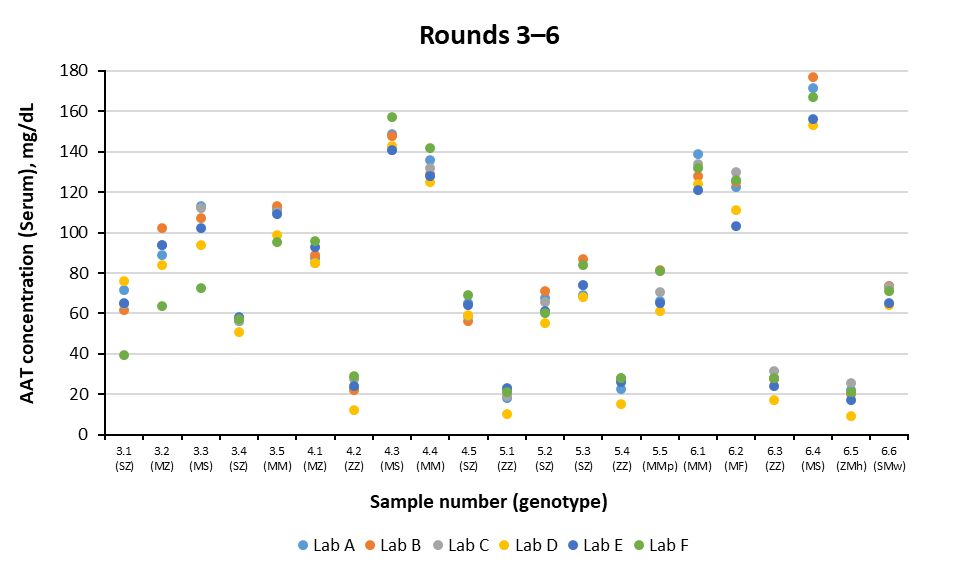 Rounds 3–6
AAT concentration (Serum), mg/dL
180
160
140
120
100
80
60
40
20
0
3.1 3.2 3.3 3.4 3.5 4.1 4.2 4.3 4.4 4.5 5.1 5.2 5.3 5.4 5.5 6.1 6.2 6.3 6.4 6.5 6.6
(SZ) (MZ) (MS) (SZ) (MM) (MZ) (ZZ) (MS) (MM) (SZ) (ZZ) (SZ) (SZ) (ZZ) (MMp) (MM) (MF) (ZZ) (MS) (ZMh) (SMw)
Sample number (genotype)
Lab A Lab B Lab C Lab D Lab E Lab F